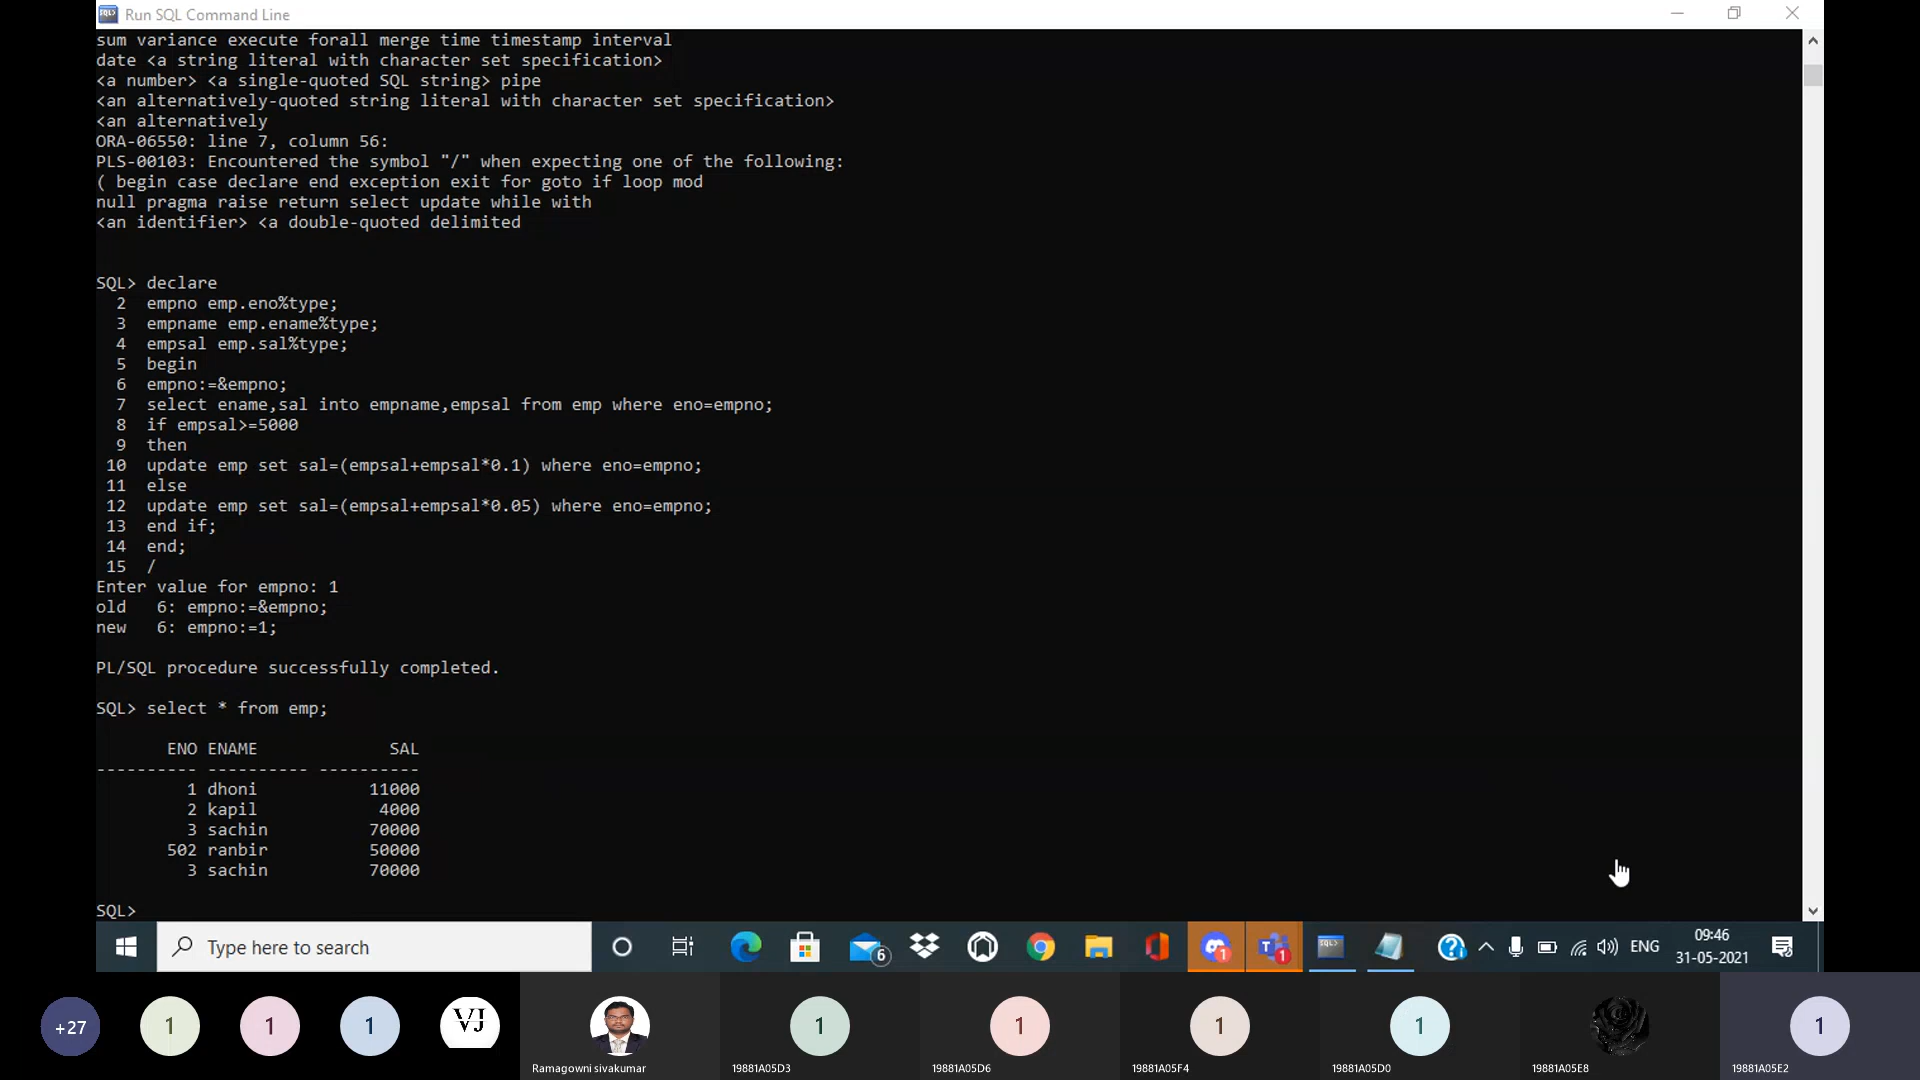 Run SQL Command Line
sum variance execute forall merge time timestamp interval
date <a string literal with character set specification>
<a number> <a single-quoted SQL string> pipe
<an alternatively-quoted string literal with character set specification>
<an alternatively
ORA-06550: line 7, column 56:
PLS-00103: Encountered the symbol "/" when expecting one of the following:
( begin case declare end exception exit for goto if loop mod
null pragma raise return select update while with
<an identifier> <a double-quoted delimited
SQL> declare
2 empno emp.eno%type;
3 empname emp.ename%type;
4 empsal emp.sal%type;
5 begin
6 empno:=&empno;
7 select ename,sal into empname,empsal from emp where eno=empno;
8 if empsal>=5000
9 then
10 update emp set sal=(empsal+empsal*0.1) where eno=empno;
11 else
12 update emp set sal=(empsal+empsal*0.05) where eno=empno;
13 end if;
14 end;
15 /
Enter value for empno: 1
old 6: empno:=&empno;
new 6: empno:=1;
PL/SQL procedure successfully completed.
SQL> select * from emp;
ENO ENAME SAL
---------- ---------- ----------
1 dhoni 11000
2 kapil 4000
3 sachin 70000
502 ranbir 50000
3 sachin 70000
SQL>
Type here to search
6
1
1
SQL>
ENG
09:46
31-05-2021
+27
1
1
1
VJ
1
1
1
1
1
Ramagowni sivakumar
19881A05D3
19881A05D6
19881A05F4
19881A05D0
19881A05E8
19881A05E2